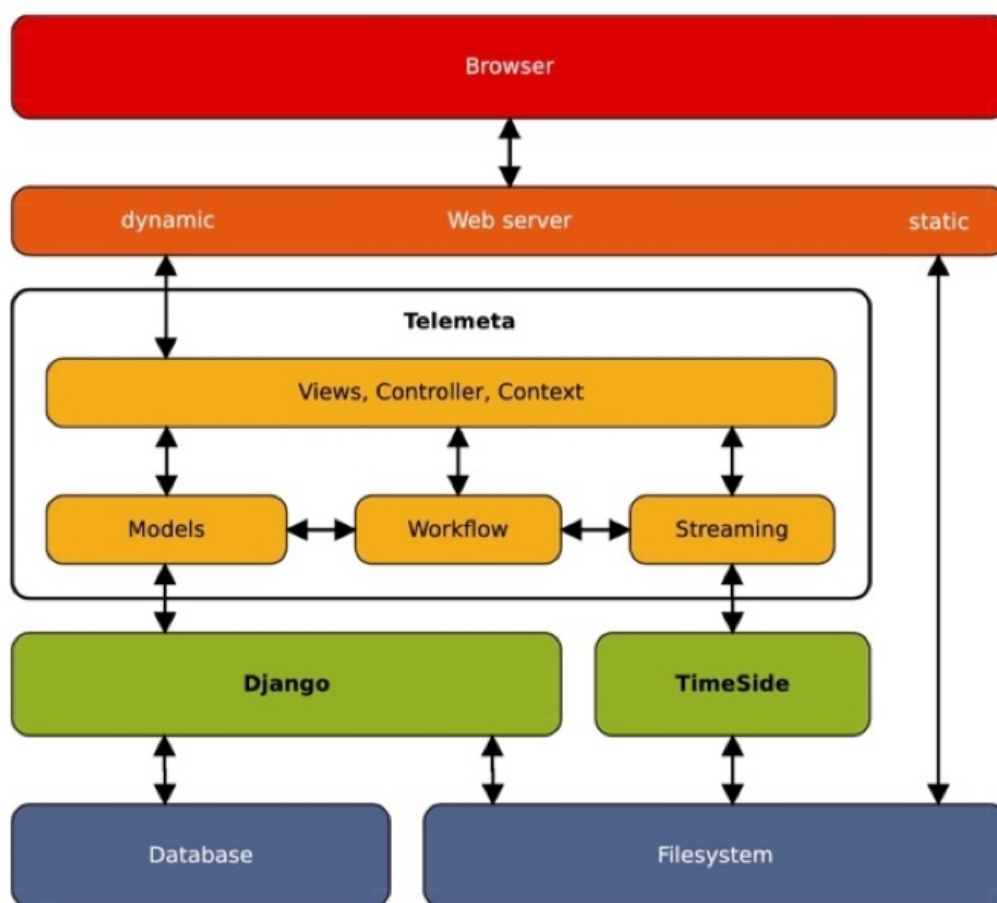 Browser
dynamic Web server static
Telemeta
Views, Controller, Context
Models Workflow Streaming
Django TimeSide
Database Filesystem